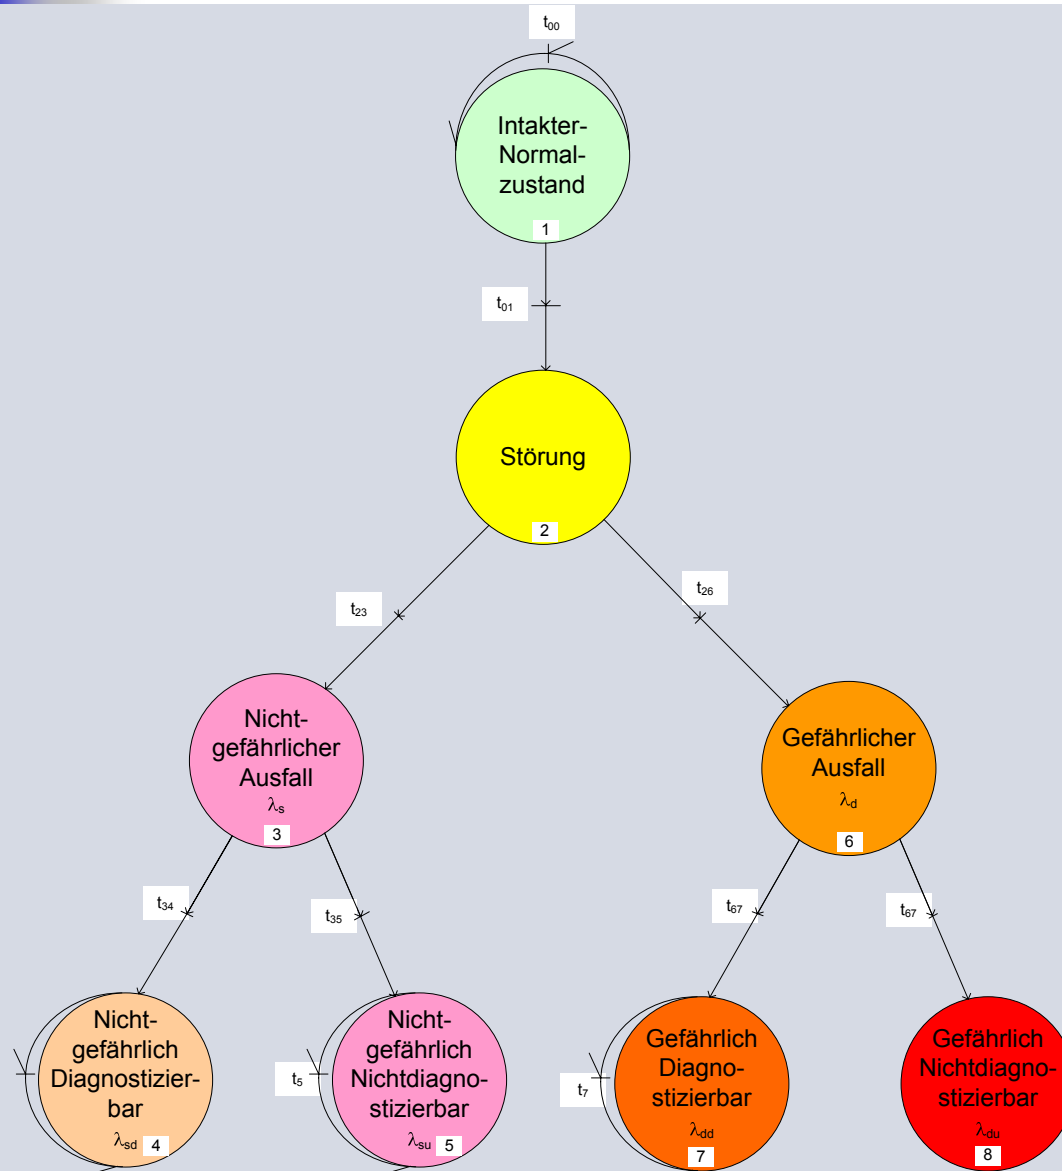 t₀₀
Intakter-
Normal-
zustand
1
t₀₁
Störung
2
t₂₃
t₂₆
Nicht-
gefährlicher
Ausfall
λₛ
3
Gefährlicher
Ausfall
λd
6
t₃₄
t₃₅
t₆₇
t₆₇
Nicht-
gefährlich
Diagnostizier-
bar
λsd 4
t₅
Nicht-
gefährlich
Nichtdiagno-
stizierbar
λsu 5
t₇
Gefährlich
Diagno-
stizierbar
λdd
7
Gefährlich
Nichtdiagno-
stizierbar
λdu
8